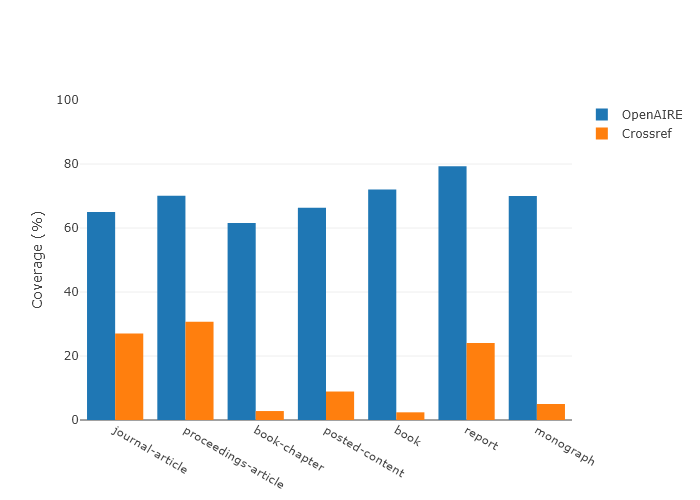 100
80
60
40
20
0
Coverage (%)
journal-article
proceedings-article
book-chapter
posted-content
book
report
monograph
OpenAIRE
Crossref